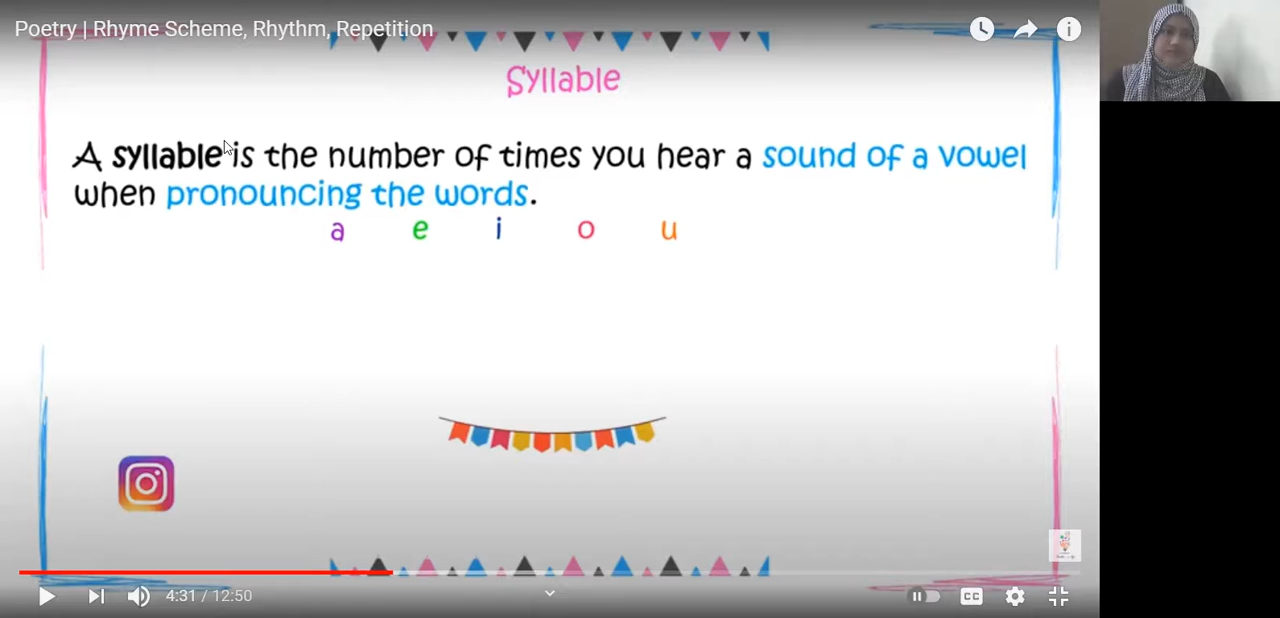 Poetry | Rhyme Scheme, Rhythm, Repetition
Syllable
A syllable is the number of times you hear a sound of a vowel
when pronouncing the words.
a e i o u
4:31 / 12:50
CC